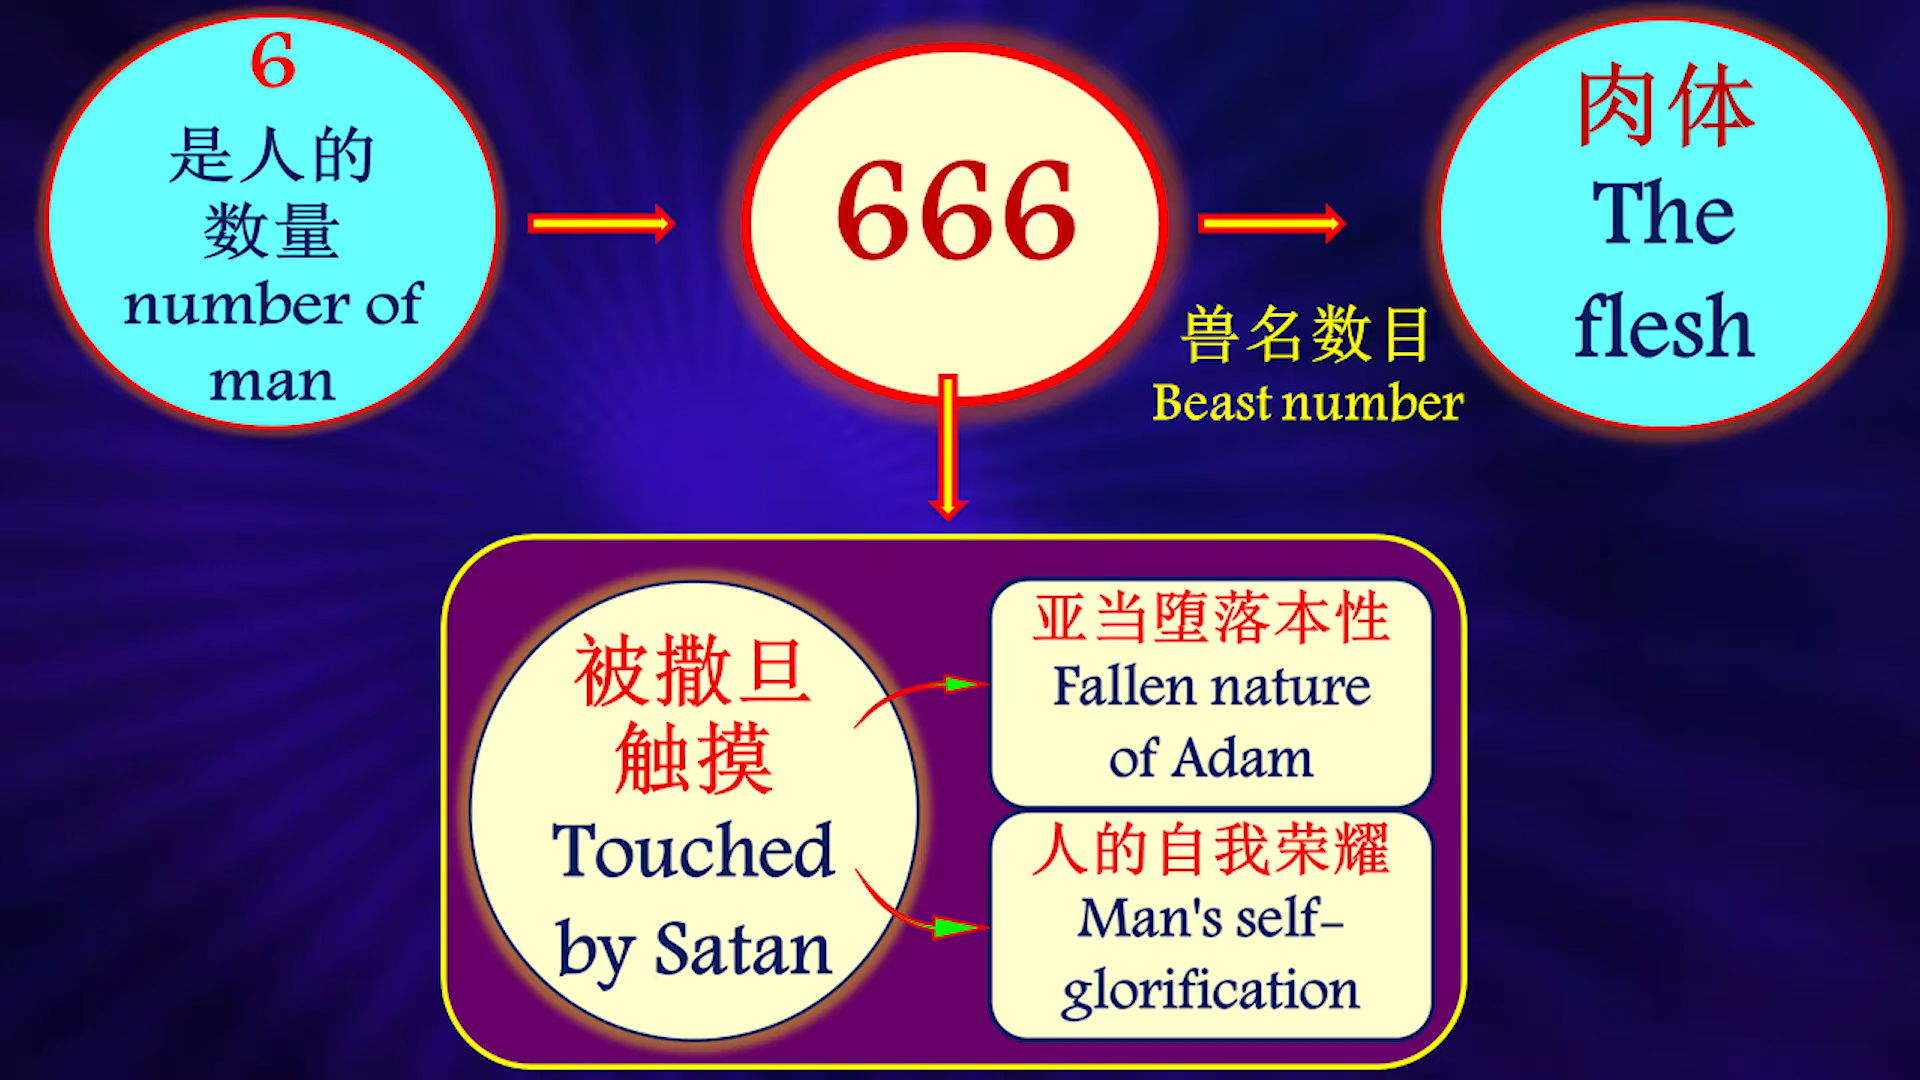 6
是人的
数量
number of
man
666
兽名数目
Beast number
肉体
The
flesh
被撒旦
触摸
Touched
by Satan
亚当堕落本性
Fallen nature
of Adam
人的自我荣耀
Man's self-
glorification